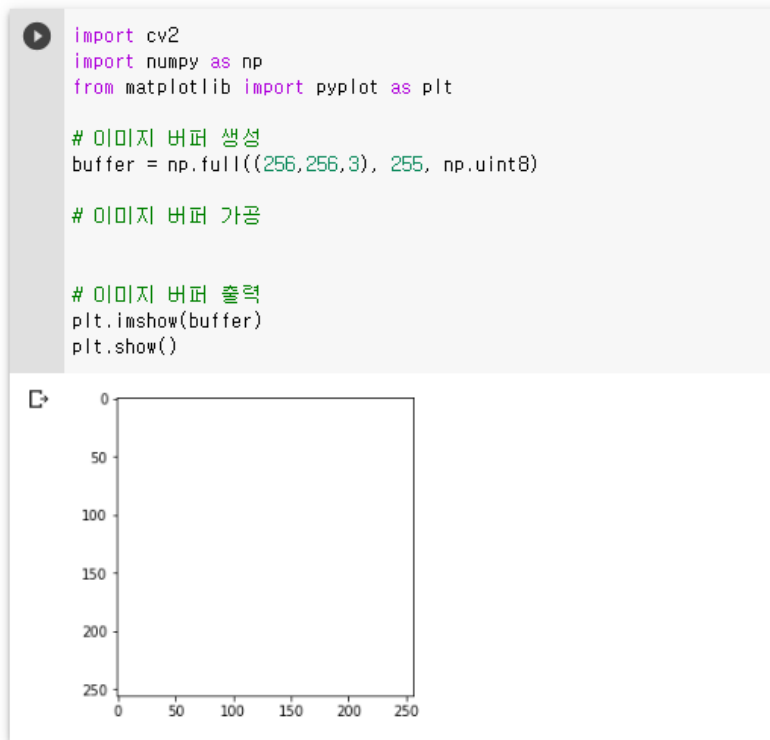 import cv2
import numpy as np
from matplotlib import pyplot as plt
# 이미지 버퍼 생성
buffer = np.full((256,256,3), 255, np.uint8)
# 이미지 버퍼 가공
# 이미지 버퍼 출력
plt.imshow(buffer)
plt.show()
0
50
100
150
200
250
0 50 100 150 200 250